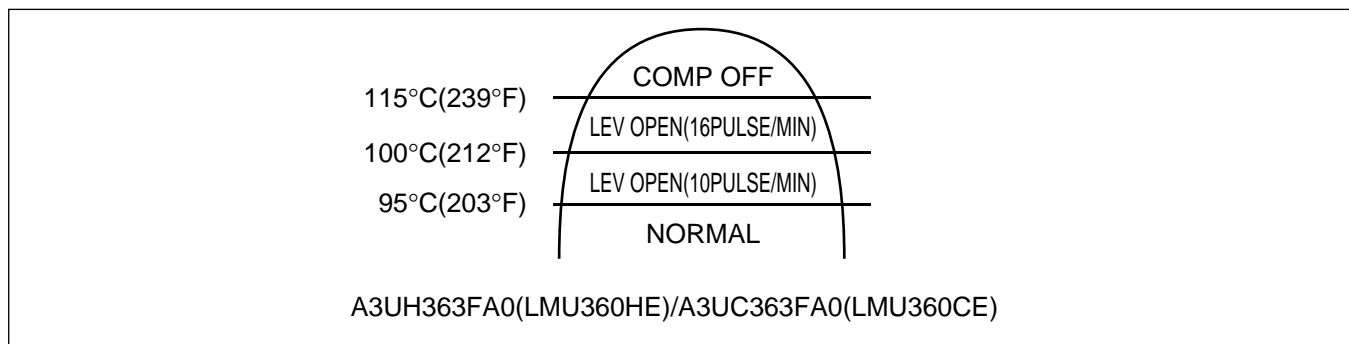 COMP OFF
115°C(239°F)
LEV OPEN(16PULSE/MIN)
100°C(212°F)
LEV OPEN(10PULSE/MIN)
95°C(203°F)
NORMAL
A3UH363FA0(LMU360HE)/A3UC363FA0(LMU360CE)